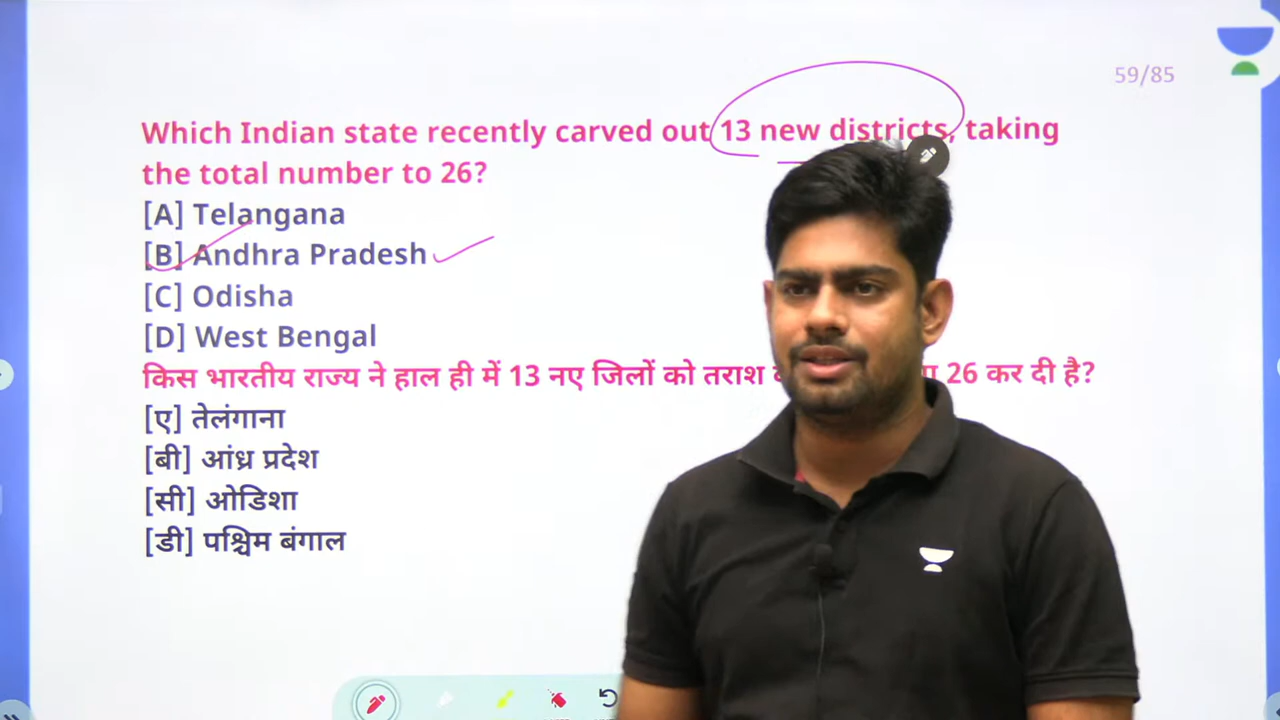 59/85
Which Indian state recently carved out 13 new districts, taking
the total number to 26?
[A] Telangana
[B] Andhra Pradesh
[C] Odisha
[D] West Bengal
किस भारतीय राज्य ने हाल ही में 13 नए जिलों को तराश 26 कर दी है?
[ए] तेलंगाना
[बी] आंध्र प्रदेश
[सी] ओडिशा
[डी] पश्चिम बंगाल